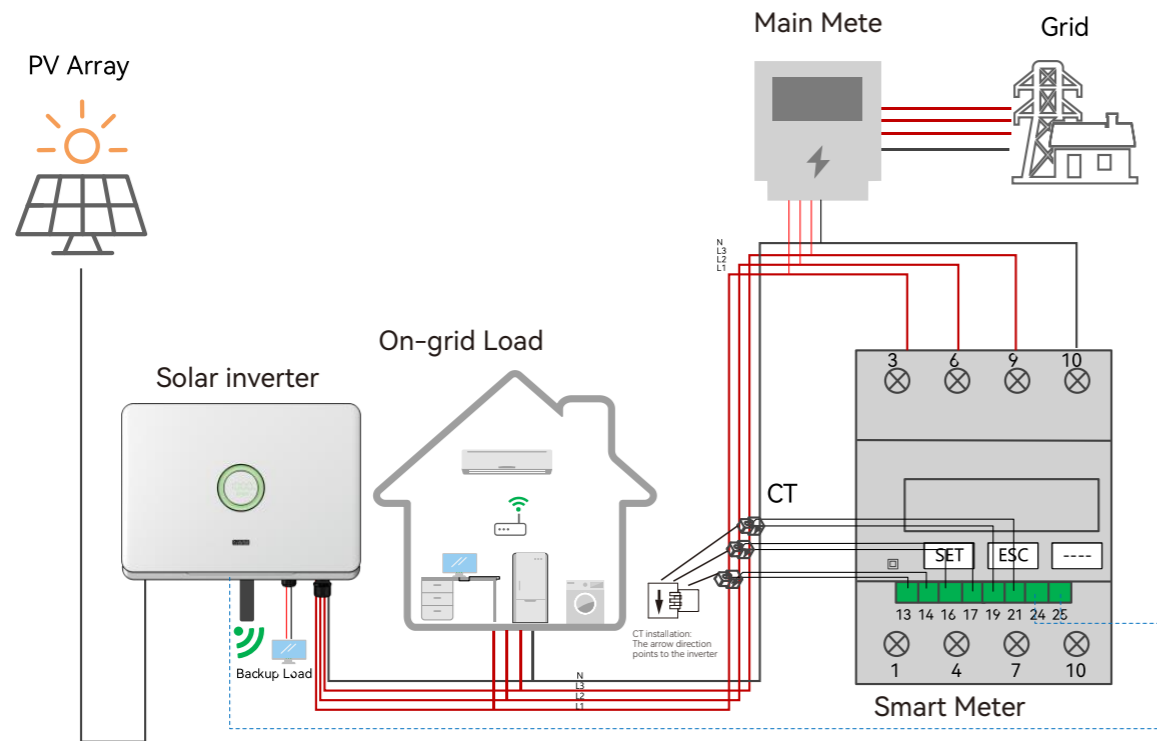 Main Mete
Grid
PV Array
N
L3
L2
L1
On-grid Load
Solar inverter
3
6
9
10
CT
SET
ESC
----
13
14
16
17
19
21
24
25
CT installation:
The arrow direction
points to the inverter
1
4
7
10
Backup Load
N
L3
L2
L1
Smart Meter